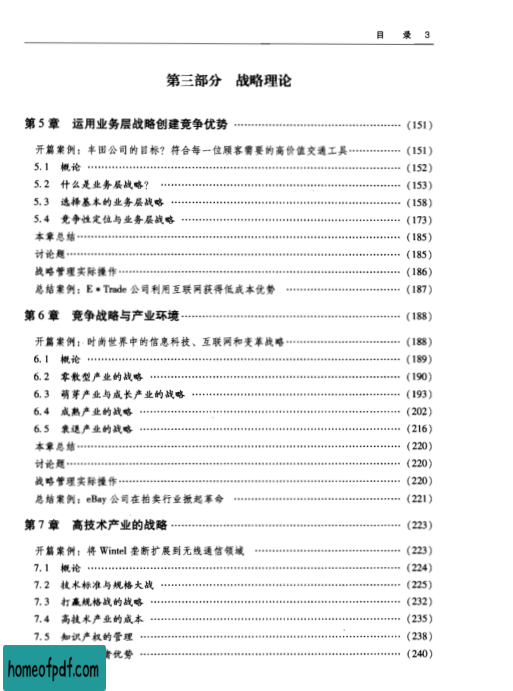 目 录 3
第三部分 战略理论
第 5 章 运用业务层战略创建竞争优势 …… (151)
开篇案例：丰田公司的目标？符合每一位顾客需要的高价值交通工具 …… (151)
5.1 概论 …… (152)
5.2 什么是业务层战略？ …… (153)
5.3 选择基本的业务层战略 …… (158)
5.4 竞争性定位与业务层战略 …… (173)
本章总结 …… (185)
讨论题 …… (185)
战略管理实际操作 …… (186)
总结案例：E*Trade 公司利用互联网获得低成本优势 …… (187)
第 6 章 竞争战略与产业环境 …… (188)
开篇案例：时尚世界中的信息科技、互联网和变革战略 …… (188)
6.1 概论 …… (189)
6.2 零散型产业的战略 …… (190)
6.3 萌芽产业与成长产业的战略 …… (193)
6.4 成熟产业的战略 …… (202)
6.5 衰退产业的战略 …… (216)
本章总结 …… (220)
讨论题 …… (220)
战略管理实际操作 …… (220)
总结案例：eBay 公司在拍卖行业掀起革命 …… (221)
第 7 章 高技术产业的战略 …… (223)
开篇案例：将 Wintel 垄断扩展到无线通信领域 …… (223)
7.1 概论 …… (224)
7.2 技术标准与规格大战 …… (225)
7.3 打赢规格战的战略 …… (232)
7.4 高技术产业的成本 …… (235)
7.5 知识产权的管理 …… (238)
者优势 …… (240)
homeofpdf.com